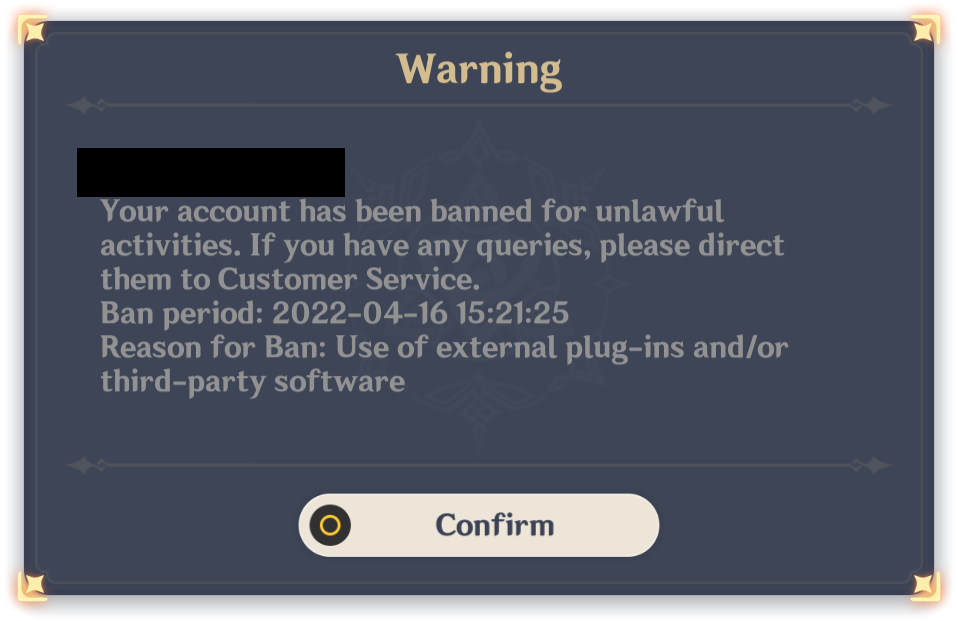 Warning
Your account has been banned for unlawful
activities. If you have any queries, please direct
them to Customer Service.
Ban period: 2022-04-16 15:21:25
Reason for Ban: Use of external plug-ins and/or
third-party software
Confirm